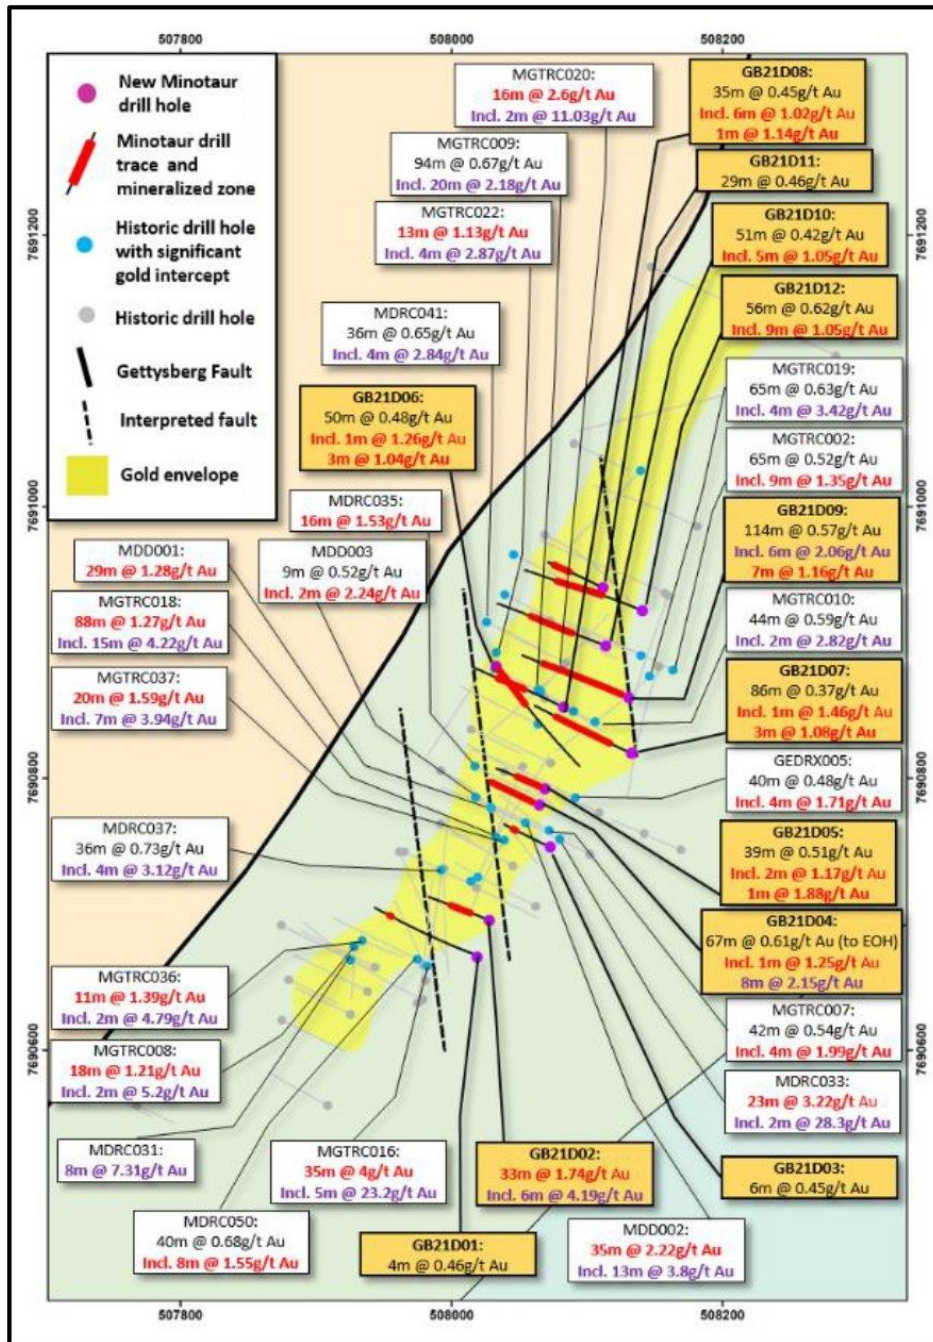 507800
508000
508200
New Minotaur
drill hole
Minotaur drill
trace and
mineralized zone
Historic drill hole
with significant
gold intercept
Historic drill hole
Gettysberg Fault
Interpreted fault
Gold envelope
MGTRC020:
16m @ 2.6g/t Au
Incl. 2m @ 11.03g/t Au
MGTRC009:
94m @ 0.67g/t Au
Incl. 20m @ 2.18g/t Au
MGTRC022:
13m @ 1.13g/t Au
Incl. 4m @ 2.87g/t Au
MDRC041:
36m @ 0.65g/t Au
Incl. 4m @ 2.84g/t Au
GB21D06:
50m @ 0.48g/t Au
Incl. 1m @ 1.26g/t Au
3m @ 1.04g/t Au
MDRC035:
16m @ 1.53g/t Au
MDD003
9m @ 0.52g/t Au
Incl. 2m @ 2.24g/t Au
MDD001:
29m @ 1.28g/t Au
MGTRC018:
88m @ 1.27g/t Au
Incl. 15m @ 4.22g/t Au
MGTRC037:
20m @ 1.59g/t Au
Incl. 7m @ 3.94g/t Au
MDRC037:
36m @ 0.73g/t Au
Incl. 4m @ 3.12g/t Au
MGTRC036:
11m @ 1.39g/t Au
Incl. 2m @ 4.79g/t Au
MGTRC008:
18m @ 1.21g/t Au
Incl. 2m @ 5.2g/t Au
MDRC031:
8m @ 7.31g/t Au
MDRC050:
40m @ 0.68g/t Au
Incl. 8m @ 1.55g/t Au
MGTRC016:
35m @ 4g/t Au
Incl. 5m @ 23.2g/t Au
GB21D01:
4m @ 0.46g/t Au
GB21D02:
33m @ 1.74g/t Au
Incl. 6m @ 4.19g/t Au
MDD002:
35m @ 2.22g/t Au
Incl. 13m @ 3.8g/t Au
GB21D08:
35m @ 0.45g/t Au
Incl. 6m @ 1.02g/t Au
1m @ 1.14g/t Au
GB21D11:
29m @ 0.46g/t Au
GB21D10:
51m @ 0.42g/t Au
Incl. 5m @ 1.05g/t Au
GB21D12:
56m @ 0.62g/t Au
Incl. 9m @ 1.05g/t Au
MGTRC019:
65m @ 0.63g/t Au
Incl. 4m @ 3.42g/t Au
MGTRC002:
65m @ 0.52g/t Au
Incl. 9m @ 1.35g/t Au
GB21D09:
114m @ 0.57g/t Au
Incl. 6m @ 2.06g/t Au
7m @ 1.16g/t Au
MGTRC010:
44m @ 0.59g/t Au
Incl. 2m @ 2.82g/t Au
GB21D07:
86m @ 0.37g/t Au
Incl. 1m @ 1.46g/t Au
3m @ 1.08g/t Au
GEDRX005:
40m @ 0.48g/t Au
Incl. 4m @ 1.71g/t Au
GB21D05:
39m @ 0.51g/t Au
Incl. 2m @ 1.17g/t Au
1m @ 1.88g/t Au
GB21D04:
67m @ 0.61g/t Au (to EOH)
Incl. 1m @ 1.25g/t Au
8m @ 2.15g/t Au
MGTRC007:
42m @ 0.54g/t Au
Incl. 4m @ 1.99g/t Au
MDRC033:
23m @ 3.22g/t Au
Incl. 2m @ 28.3g/t Au
GB21D03:
6m @ 0.45g/t Au
7691200
7691000
7690800
7690600
7691200
7691000
7690800
7690600
507800
508000
508200